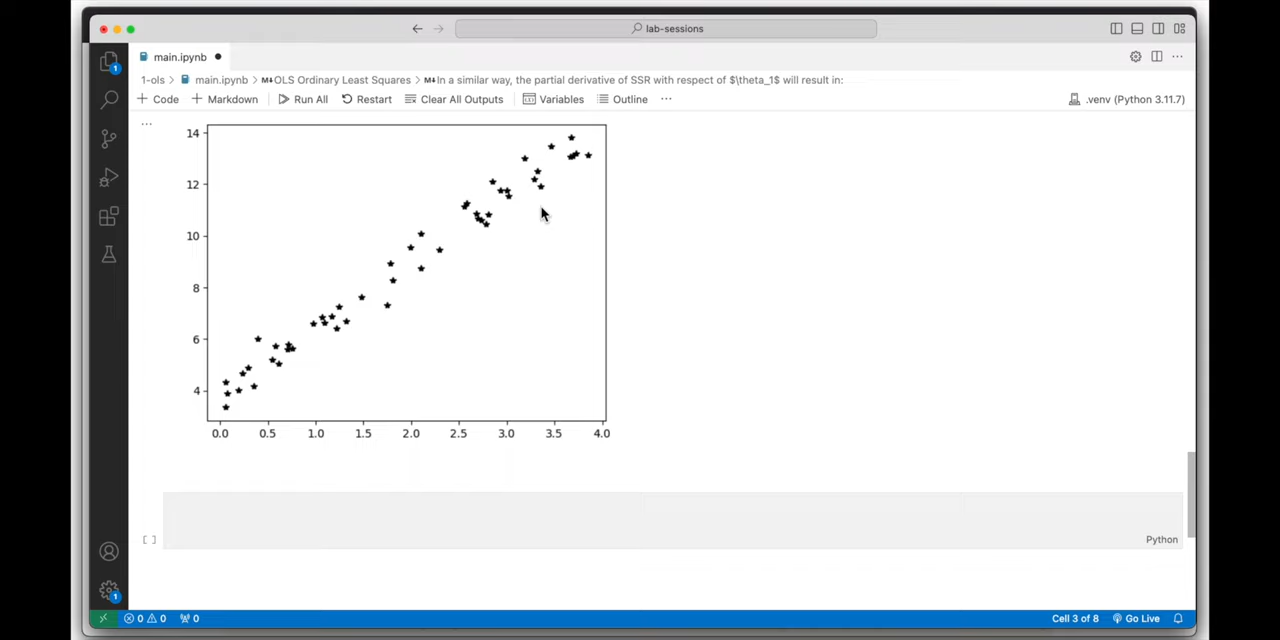 lab-sessions
main.ipynb
1-ols > main.ipynb > M↓OLS Ordinary Least Squares > M↓In a similar way, the partial derivative of SSR with respect of $\theta_1$ will result in:
+ Code + Markdown Run All Restart Clear All Outputs Variables Outline ... .venv (Python 3.11.7)
1
...
14
12
10
8
6
4
0.0 0.5 1.0 1.5 2.0 2.5 3.0 3.5 4.0
[ ]
Python
1
0 0 0 Cell 3 of 8 Go Live